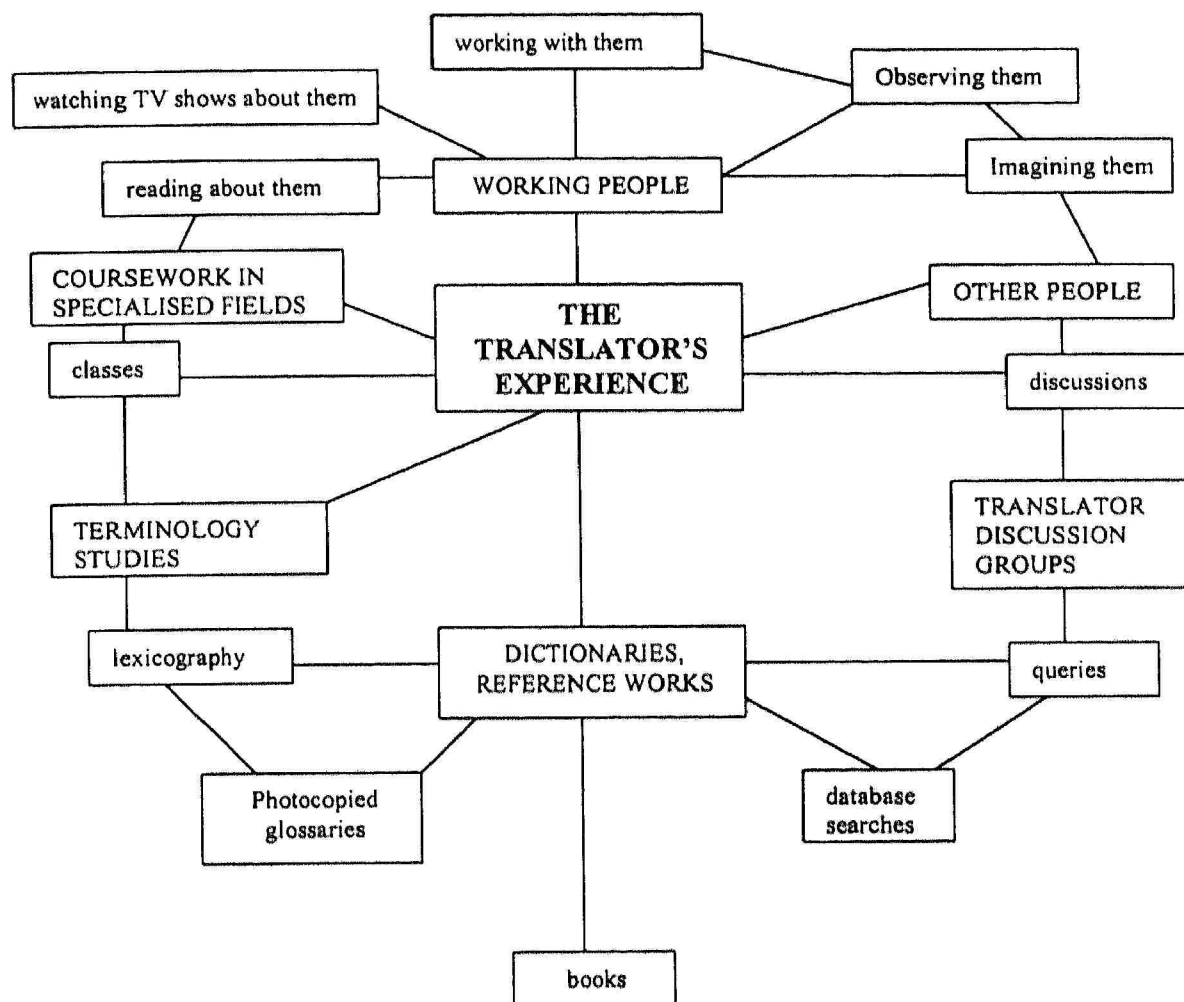 working with them
Observing them
watching TV shows about them
Imagining them
reading about them
WORKING PEOPLE
COURSEWORK IN
SPECIALISED FIELDS
OTHER PEOPLE
THE
TRANSLATOR'S
EXPERIENCE
classes
discussions
TERMINOLOGY
STUDIES
TRANSLATOR
DISCUSSION
GROUPS
lexicography
DICTIONARIES,
REFERENCE WORKS
queries
Photocopied
glossaries
database
searches
books